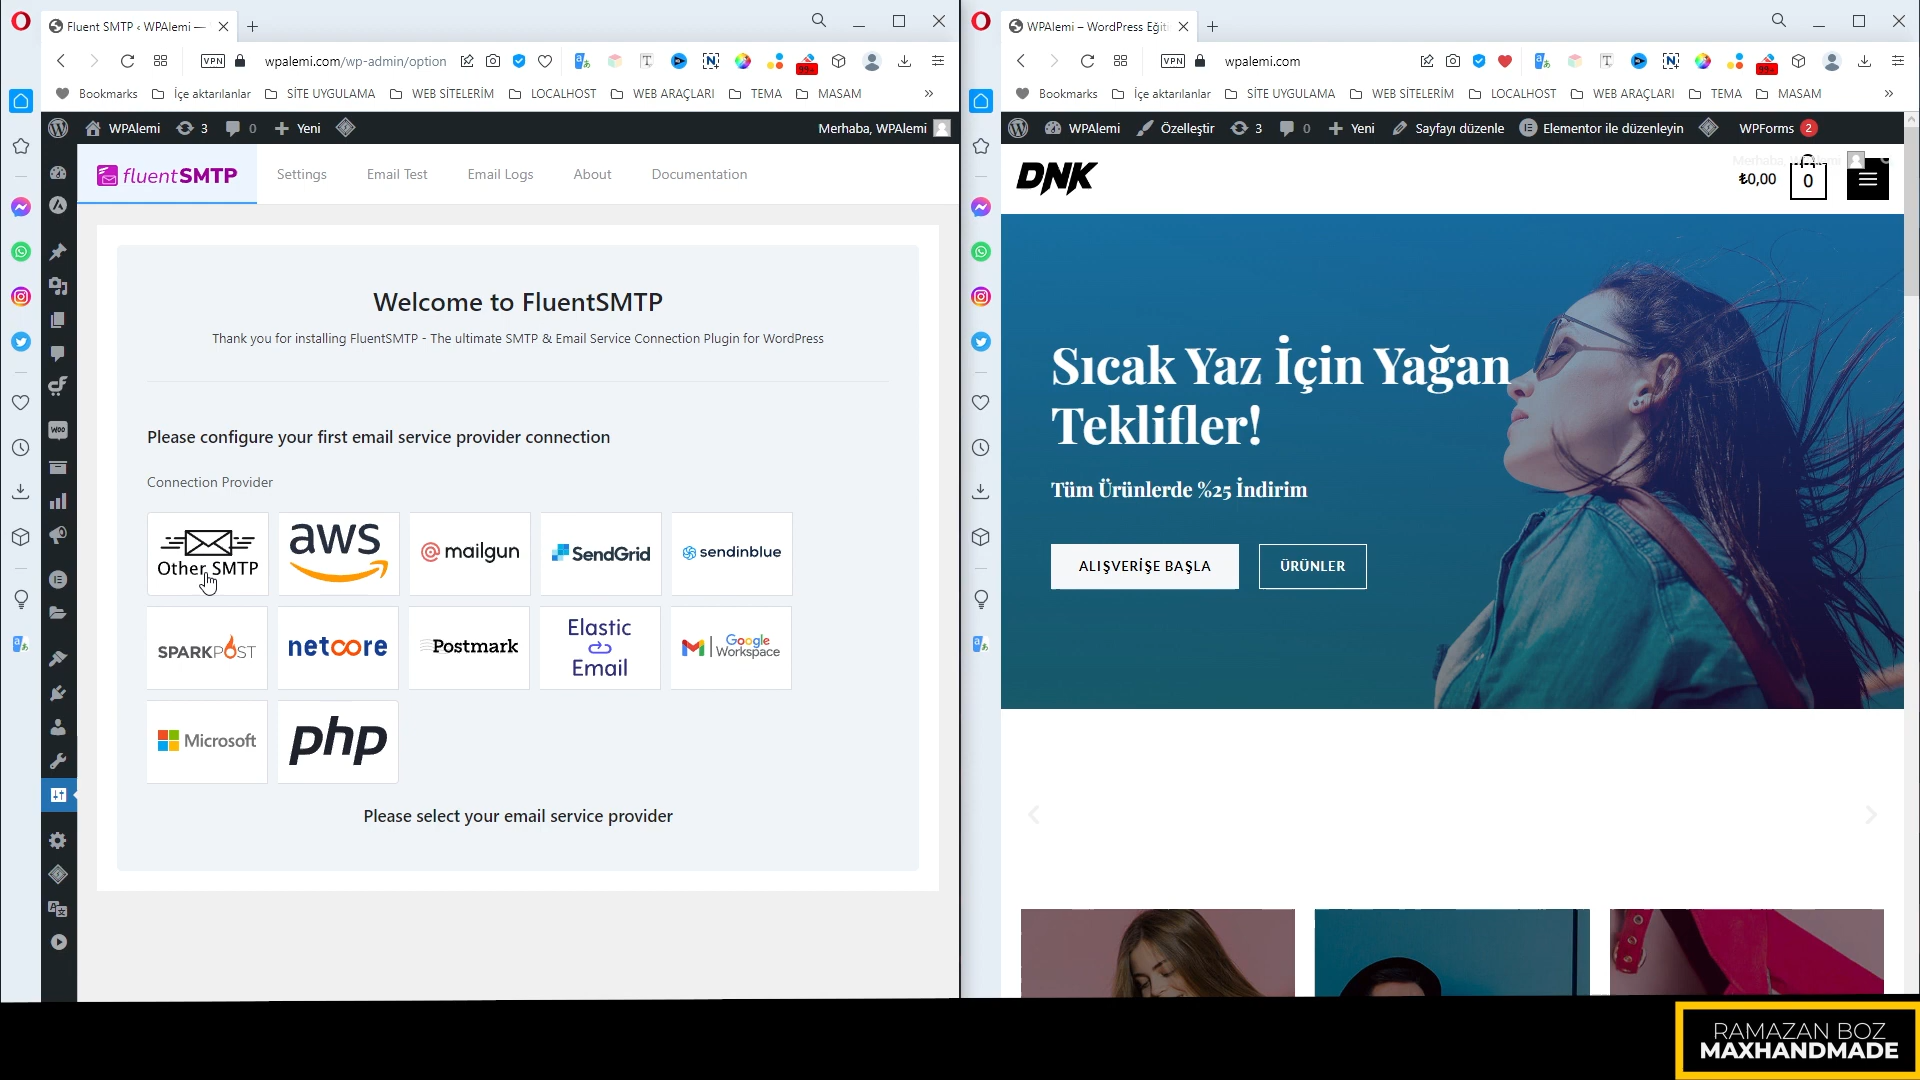 Fluent SMTP ‹ WPAlemi —
VPN
wpalemi.com/wp-admin/option
99+
Bookmarks
İçe aktarılanlar
SİTE UYGULAMA
WEB SİTELERİM
LOCALHOST
WEB ARAÇLARI
TEMA
MASAM
»
WPAlemi
3
0
Yeni
Merhaba, WPAlemi
fluentSMTP
Settings
Email Test
Email Logs
About
Documentation
Welcome to FluentSMTP
Thank you for installing FluentSMTP - The ultimate SMTP & Email Service Connection Plugin for WordPress
Please configure your first email service provider connection
Connection Provider
Other SMTP
aws
mailgun
SendGrid
sendinblue
SPARKPOST
netcore
Postmark
Elastic
Email
Google
Workspace
Microsoft
php
Please select your email service provider
WOO
WPAlemi – WordPress Eğiti
VPN
wpalemi.com
99+
Bookmarks
İçe aktarılanlar
SİTE UYGULAMA
WEB SİTELERİM
LOCALHOST
WEB ARAÇLARI
TEMA
MASAM
»
WPAlemi
Özelleştir
3
0
Yeni
Sayfayı düzenle
Elementor ile düzenleyin
WPForms 2
DNK
₺0,00
0
Sıcak Yaz İçin Yağan
Teklifler!
Tüm Ürünlerde %25 İndirim
ALIŞVERİŞE BAŞLA
ÜRÜNLER
RAMAZAN BOZ
MAXHANDMADE